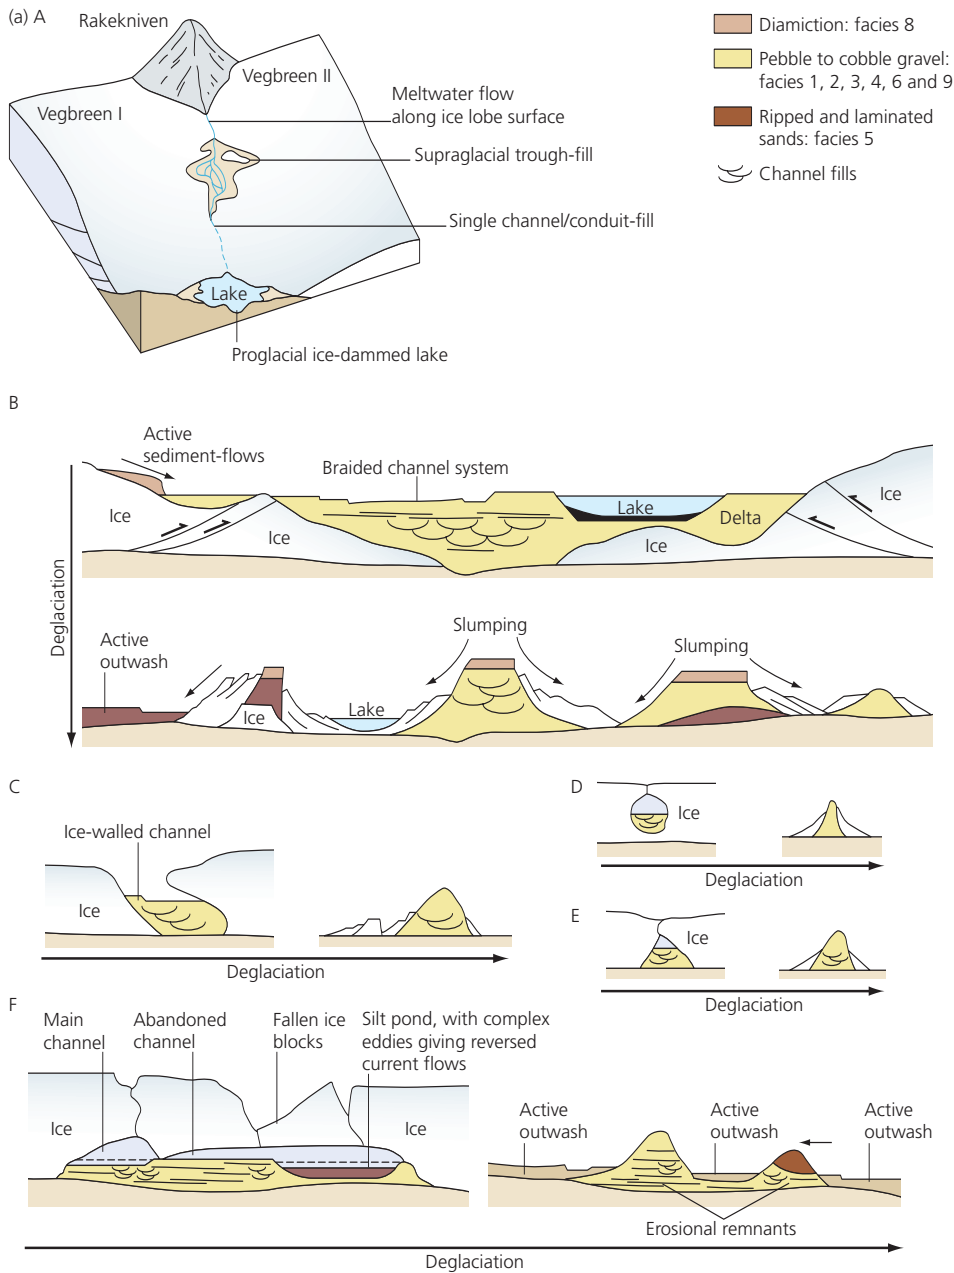 (a) A
Rakekniven
Vegbreen I
Vegbreen II
Meltwater flow
along ice lobe surface
Supraglacial trough-fill
Single channel/conduit-fill
Lake
Proglacial ice-dammed lake
Diamiction: facies 8
Pebble to cobble gravel:
facies 1, 2, 3, 4, 6 and 9
Ripped and laminated
sands: facies 5
Channel fills
B
Deglaciation
Active
sediment-flows
Braided channel system
Ice
Ice
Lake
Ice
Delta
Ice
Active
outwash
Ice
Lake
Slumping
Slumping
C
Ice-walled channel
Ice
Deglaciation
D
Ice
Deglaciation
E
Ice
Deglaciation
F
Main
channel
Abandoned
channel
Fallen ice
blocks
Silt pond, with complex
eddies giving reversed
current flows
Ice
Ice
Active
outwash
Active
outwash
Active
outwash
Erosional remnants
Deglaciation